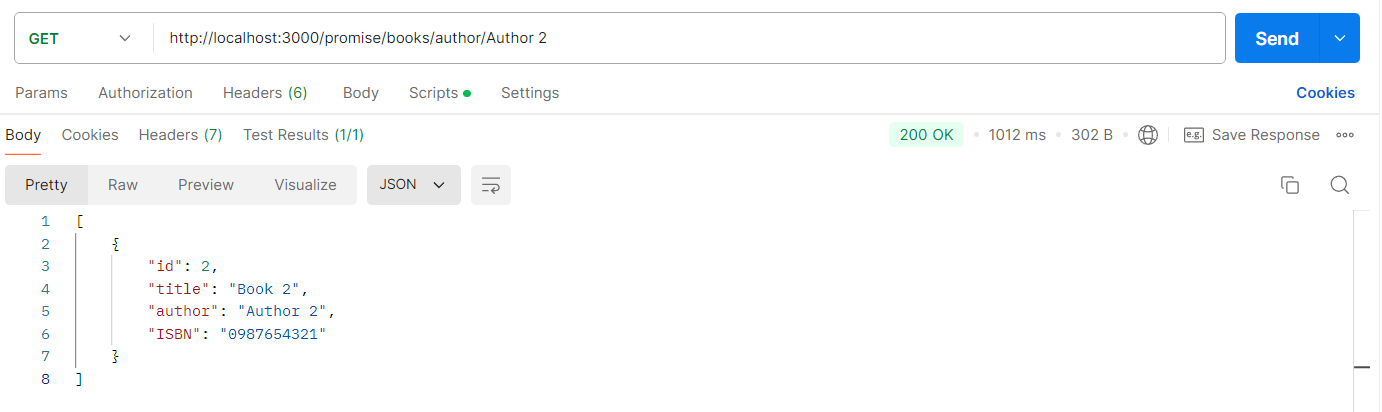 GET http://localhost:3000/promise/books/author/Author 2 Send
Params Authorization Headers (6) Body Scripts Settings Cookies
Body Cookies Headers (7) Test Results (1/1) 200 OK 1012 ms 302 B e.g. Save Response
Pretty Raw Preview Visualize JSON
1 [
2 {
3 "id": 2,
4 "title": "Book 2",
5 "author": "Author 2",
6 "ISBN": "0987654321"
7 }
8 ]